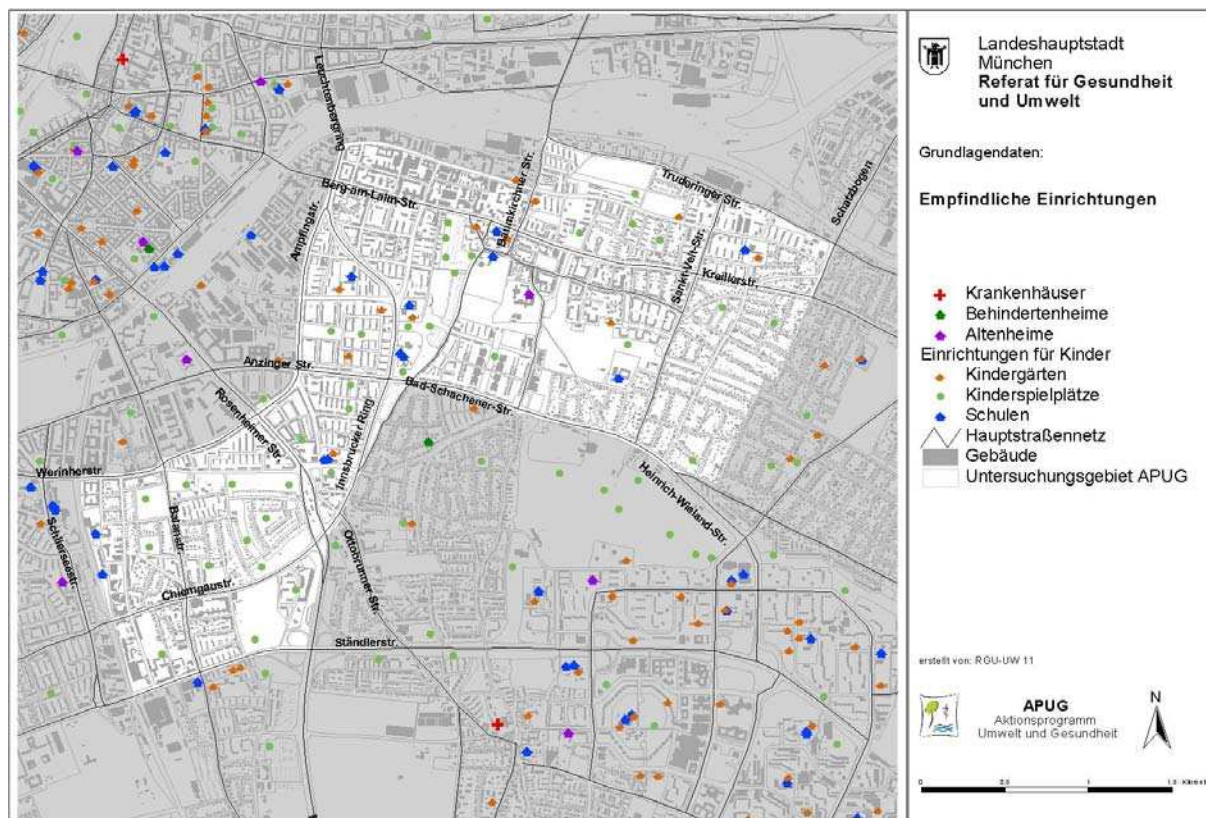 Landeshauptstadt
München
Referat für Gesundheit
und Umwelt
Grundlagendaten:
Empfindliche Einrichtungen
Krankenhäuser
Behindertenheime
Altenheime
Einrichtungen für Kinder
Kindergärten
Kinderspielplätze
Schulen
Hauptstraßennetz
Gebäude
Untersuchungsgebiet APUG
erstellt von: RGU-UW 11
APUG
Aktionsprogramm
Umwelt und Gesundheit
N
0
0.5
1
Leuchtenbergring
Berg-am-Laim-Str.
Baumkirchner Str.
Truderinger Str.
Schatzbogen
Ampfingstr.
Sankt-Veit-Str.
Kreillerstr.
Anzinger Str.
Bad-Schachener-Str.
Rosenheimer Str.
Innsbrucker Ring
Werinherstr.
Heinrich-Wieland-Str.
Schlierseestr.
Balanstr.
Ottobrunner Str.
Chiemgaustr.
Ständlerstr.